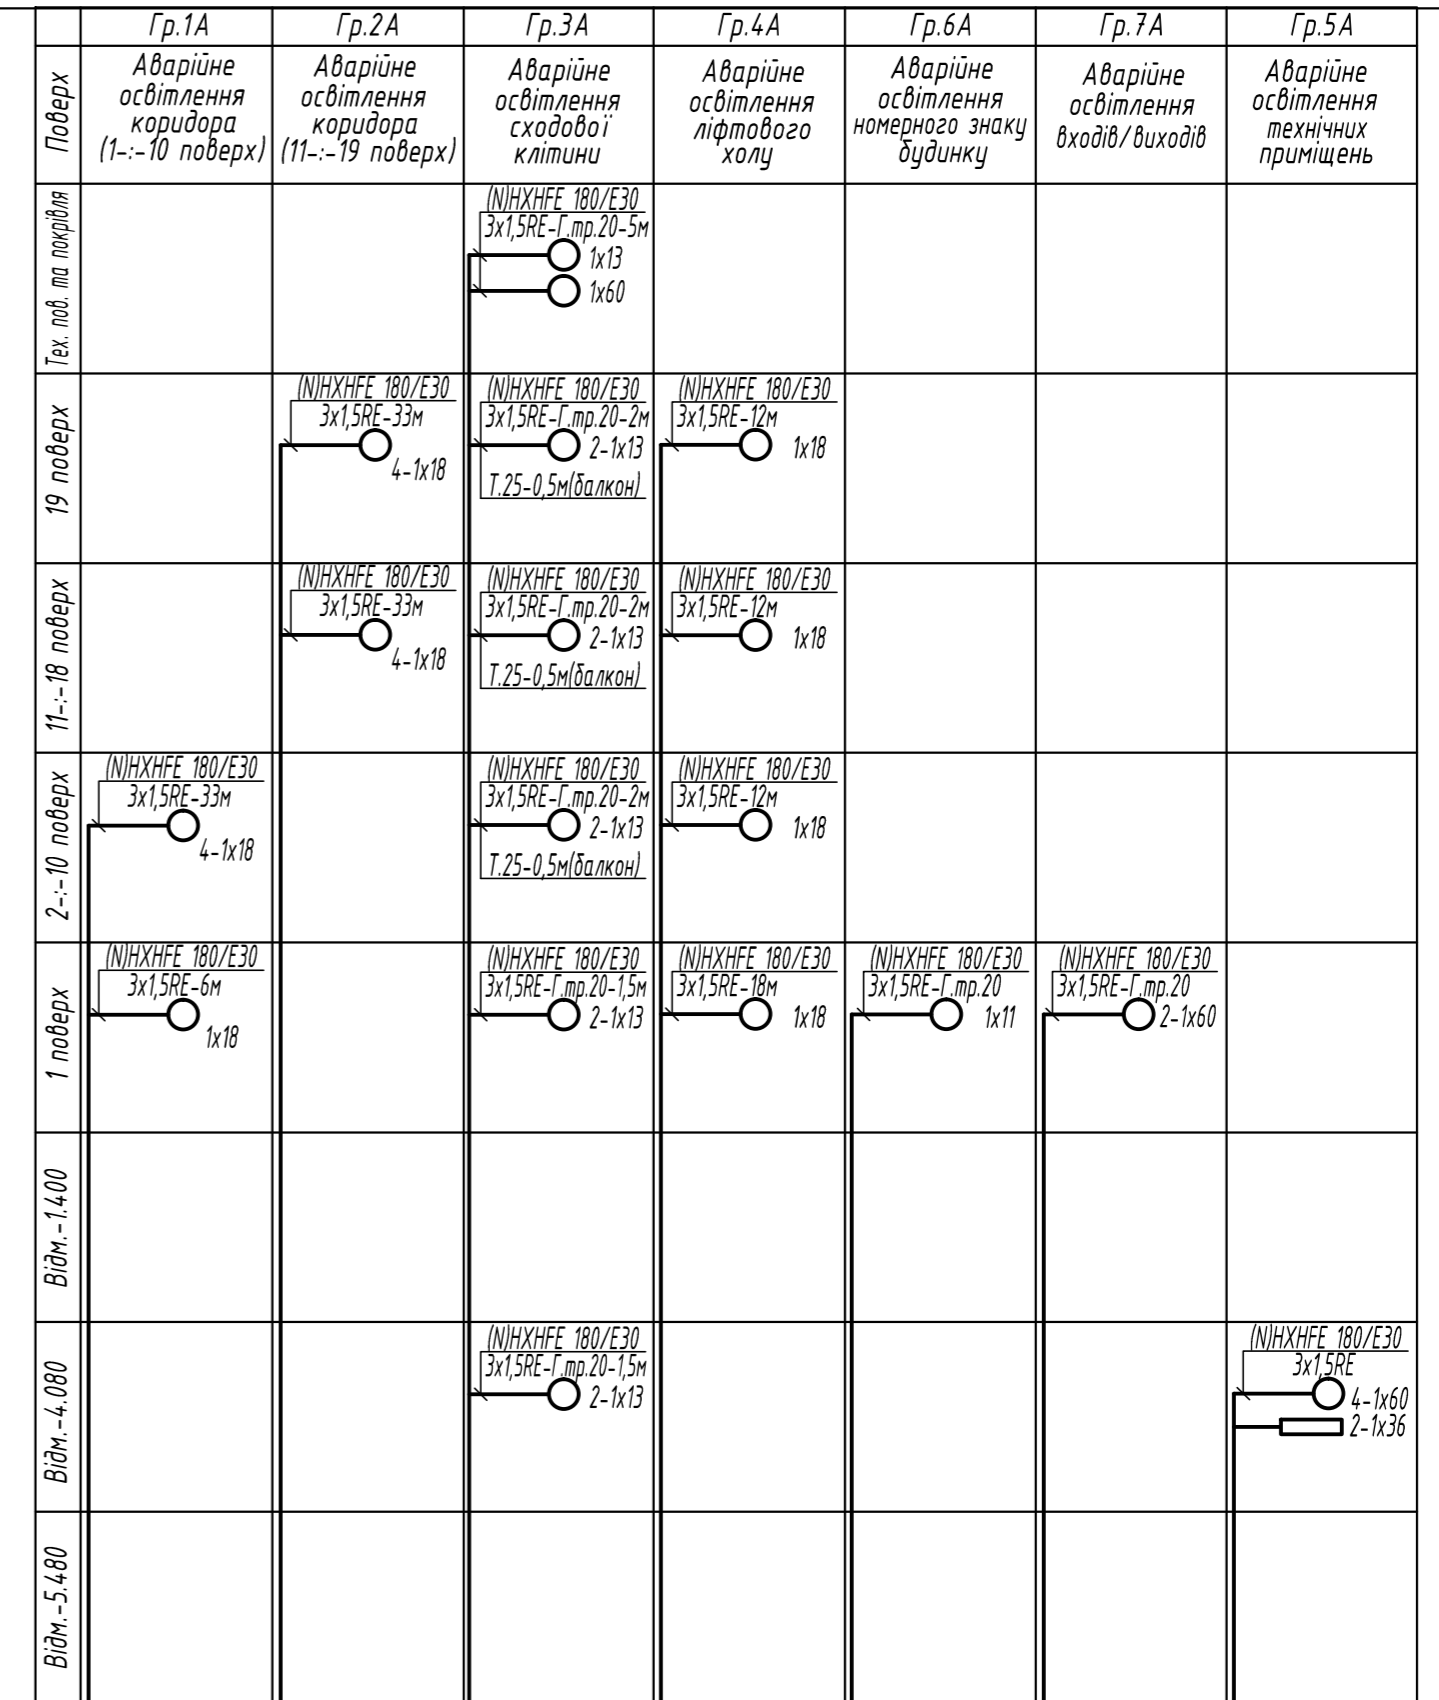 Гр.1А
Гр.2А
Гр.3А
Гр.4А
Гр.6А
Гр.7А
Гр.5А
Поверх
Аварійне
освітлення
коридора
(1-:-10 поверх)
Аварійне
освітлення
коридора
(11-:-19 поверх)
Аварійне
освітлення
сходової
клітини
Аварійне
освітлення
ліфтового
холу
Аварійне
освітлення
номерного знаку
будинку
Аварійне
освітлення
входів/виходів
Аварійне
освітлення
технічних
приміщень
Тех. пов. та покрівля
(N)HXHFE 180/E30
3х1,5RE-Г.тр.20-5м
1х13
1х60
19 поверх
(N)HXHFE 180/E30
3х1,5RE-33м
4-1х18
(N)HXHFE 180/E30
3х1,5RE-Г.тр.20-2м
2-1х13
Т.25-0,5м(балкон)
(N)HXHFE 180/E30
3х1,5RE-12м
1х18
11-:-18 поверх
(N)HXHFE 180/E30
3х1,5RE-33м
4-1х18
(N)HXHFE 180/E30
3х1,5RE-Г.тр.20-2м
2-1х13
Т.25-0,5м(балкон)
(N)HXHFE 180/E30
3х1,5RE-12м
1х18
2-:-10 поверх
(N)HXHFE 180/E30
3х1,5RE-33м
4-1х18
(N)HXHFE 180/E30
3х1,5RE-Г.тр.20-2м
2-1х13
Т.25-0,5м(балкон)
(N)HXHFE 180/E30
3х1,5RE-12м
1х18
1 поверх
(N)HXHFE 180/E30
3х1,5RE-6м
1х18
(N)HXHFE 180/E30
3х1,5RE-Г.тр.20-1,5м
2-1х13
(N)HXHFE 180/E30
3х1,5RE-18м
1х18
(N)HXHFE 180/E30
3х1,5RE-Г.тр.20
1х11
(N)HXHFE 180/E30
3х1,5RE-Г.тр.20
2-1х60
Відм.-1.400
Відм.-4.080
(N)HXHFE 180/E30
3х1,5RE-Г.тр.20-1,5м
2-1х13
(N)HXHFE 180/E30
3х1,5RE
4-1х60
2-1х36
Відм.-5.480